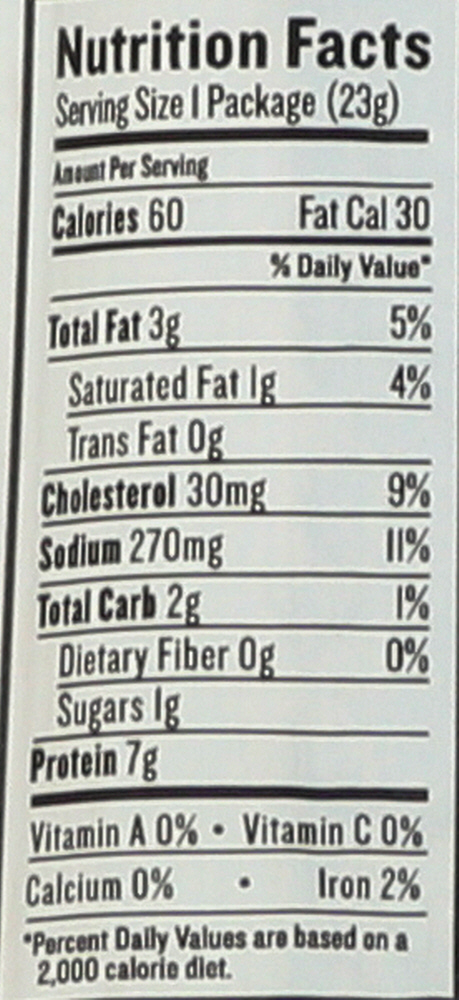 Nutrition Facts
Serving Size 1 Package (23g)
Amount Per Serving
Calories 60 Fat Cal 30
% Daily Value*
Total Fat 3g 5%
Saturated Fat 1g 4%
Trans Fat 0g
Cholesterol 30mg 9%
Sodium 270mg 11%
Total Carb 2g 1%
Dietary Fiber 0g 0%
Sugars 1g
Protein 7g
Vitamin A 0% • Vitamin C 0%
Calcium 0% • Iron 2%
*Percent Daily Values are based on a
2,000 calorie diet.